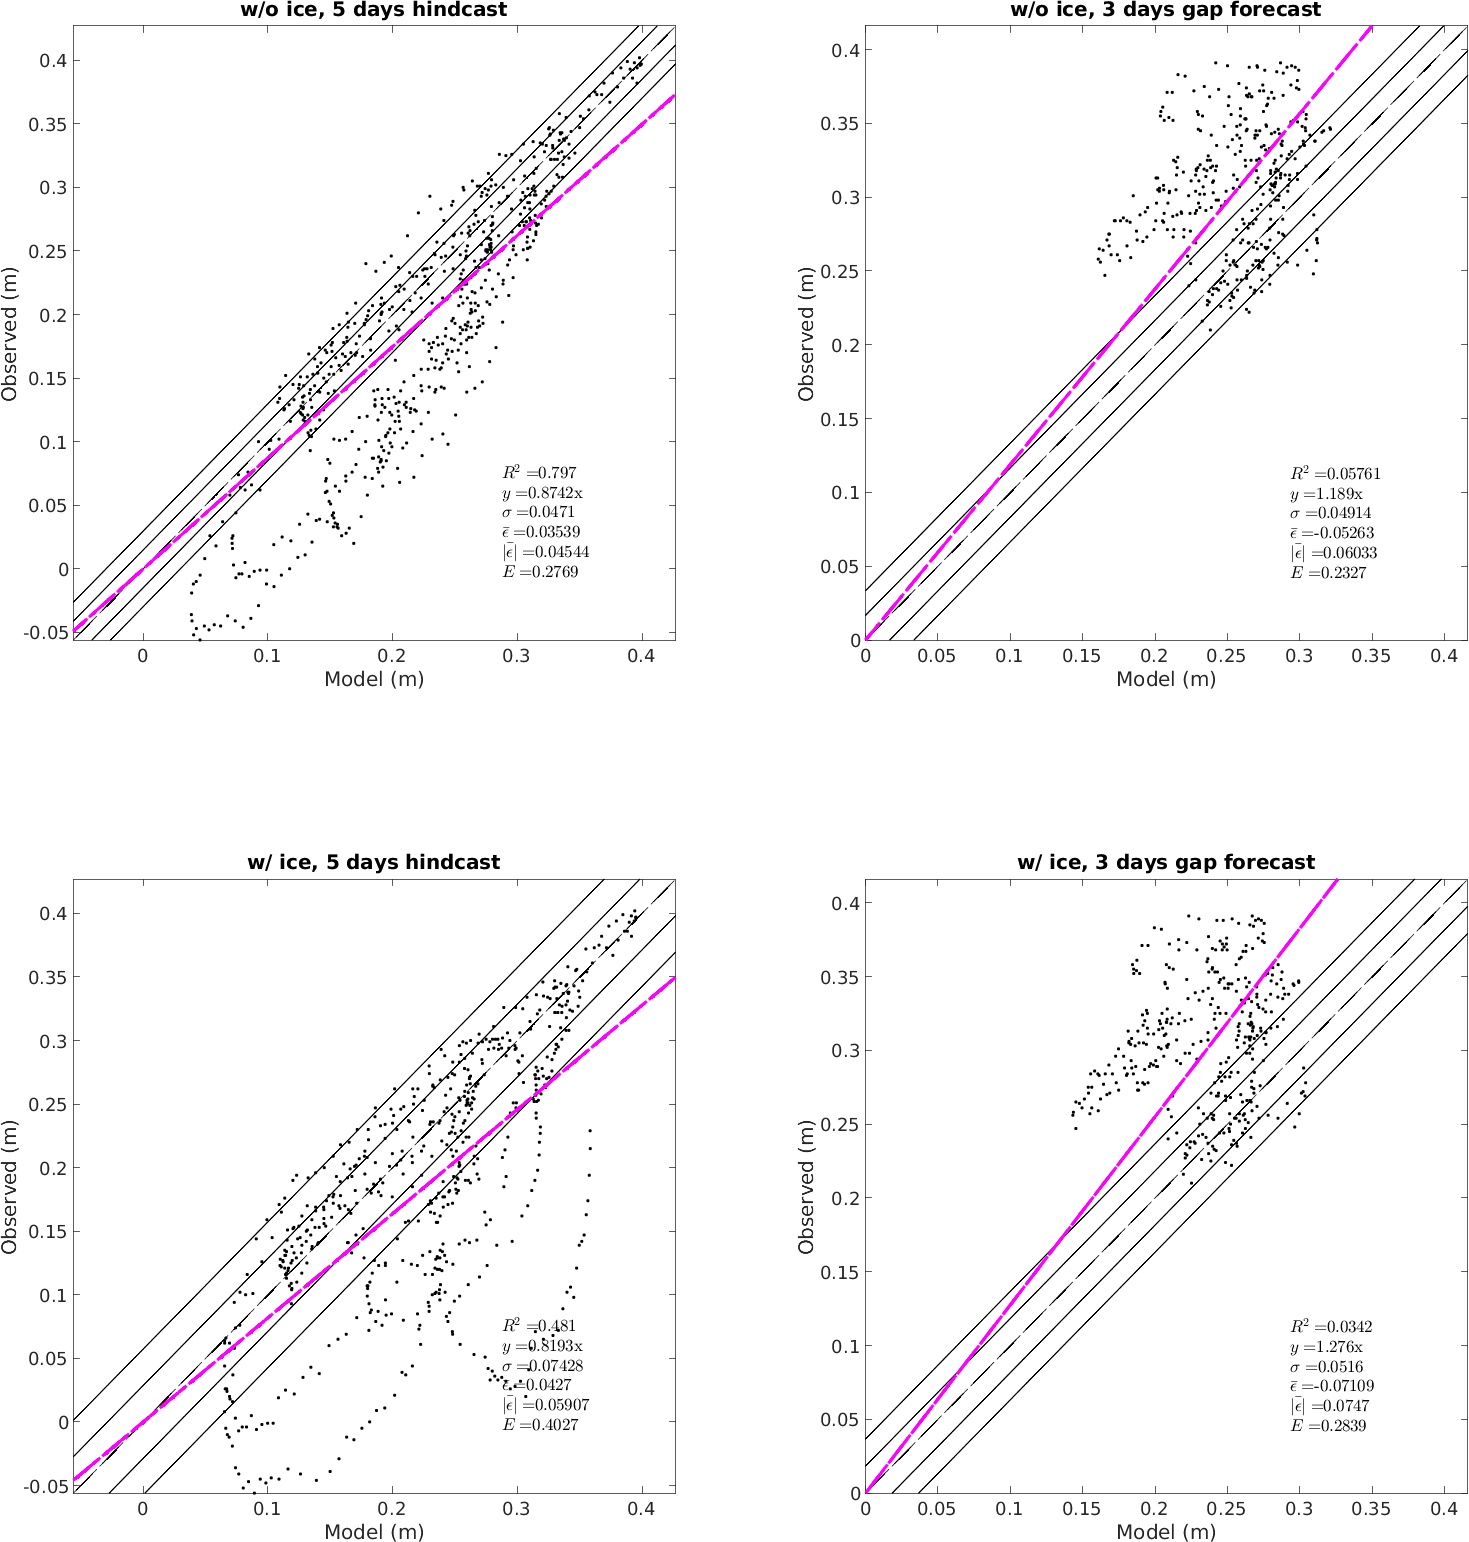 w/o ice, 5 days hindcast
0.4
0.35
0.3
0.25
0.2
0.15
0.1
0.05
0
-0.05
Observed (m)
R² =0.797
y =0.8742x
σ =0.0471
ϵ̄ =0.03539
|ϵ̄| =0.04544
E =0.2769
0 0.1 0.2 0.3 0.4
Model (m)
w/o ice, 3 days gap forecast
0.4
0.35
0.3
0.25
0.2
0.15
0.1
0.05
0
Observed (m)
R² =0.05761
y =1.189x
σ =0.04914
ϵ̄ =-0.05263
|ϵ̄| =0.06033
E =0.2327
0 0.05 0.1 0.15 0.2 0.25 0.3 0.35 0.4
Model (m)
w/ ice, 5 days hindcast
0.4
0.35
0.3
0.25
0.2
0.15
0.1
0.05
0
-0.05
Observed (m)
R² =0.481
y =0.8193x
σ =0.07428
ϵ̄ =0.0427
|ϵ̄| =0.05907
E =0.4027
0 0.1 0.2 0.3 0.4
Model (m)
w/ ice, 3 days gap forecast
0.4
0.35
0.3
0.25
0.2
0.15
0.1
0.05
0
Observed (m)
R² =0.0342
y =1.276x
σ =0.0516
ϵ̄ =-0.07109
|ϵ̄| =0.0747
E =0.2839
0 0.05 0.1 0.15 0.2 0.25 0.3 0.35 0.4
Model (m)